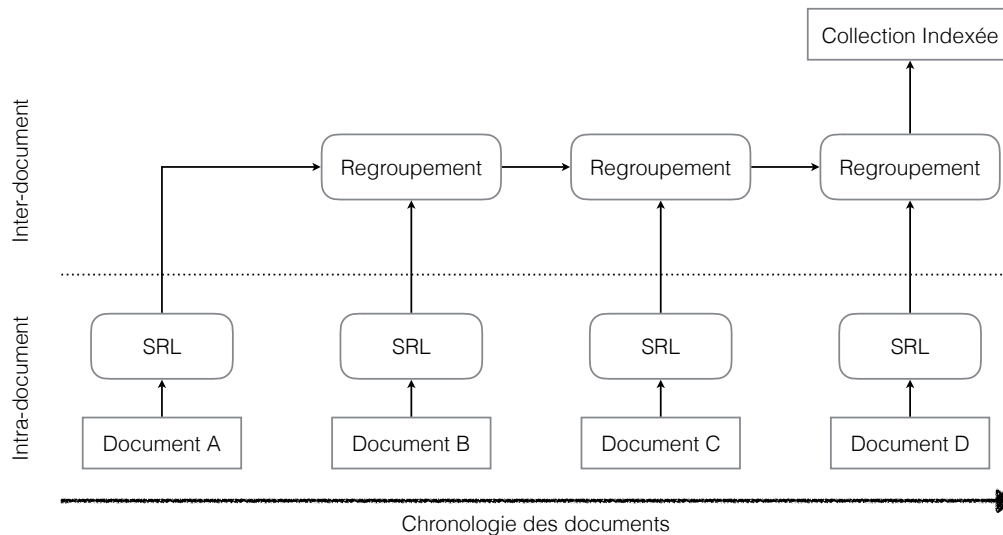 Collection Indexée
Inter-document
Regroupement
Regroupement
Regroupement
Intra-document
SRL
SRL
SRL
SRL
Document A
Document B
Document C
Document D
Chronologie des documents